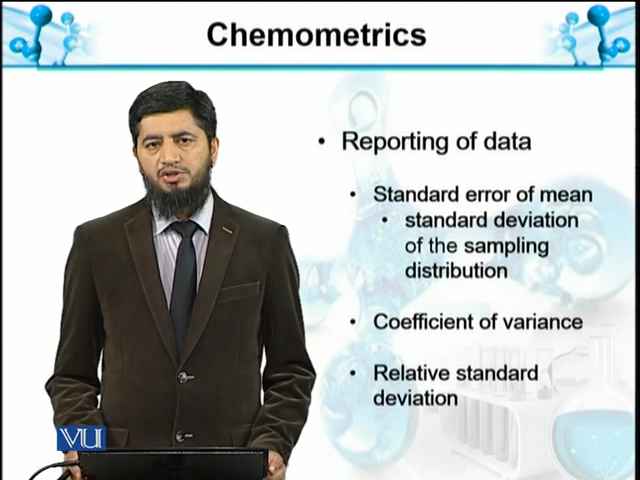 Chemometrics
• Reporting of data
• Standard error of mean
• standard deviation
of the sampling
distribution
• Coefficient of variance
• Relative standard
deviation
VU